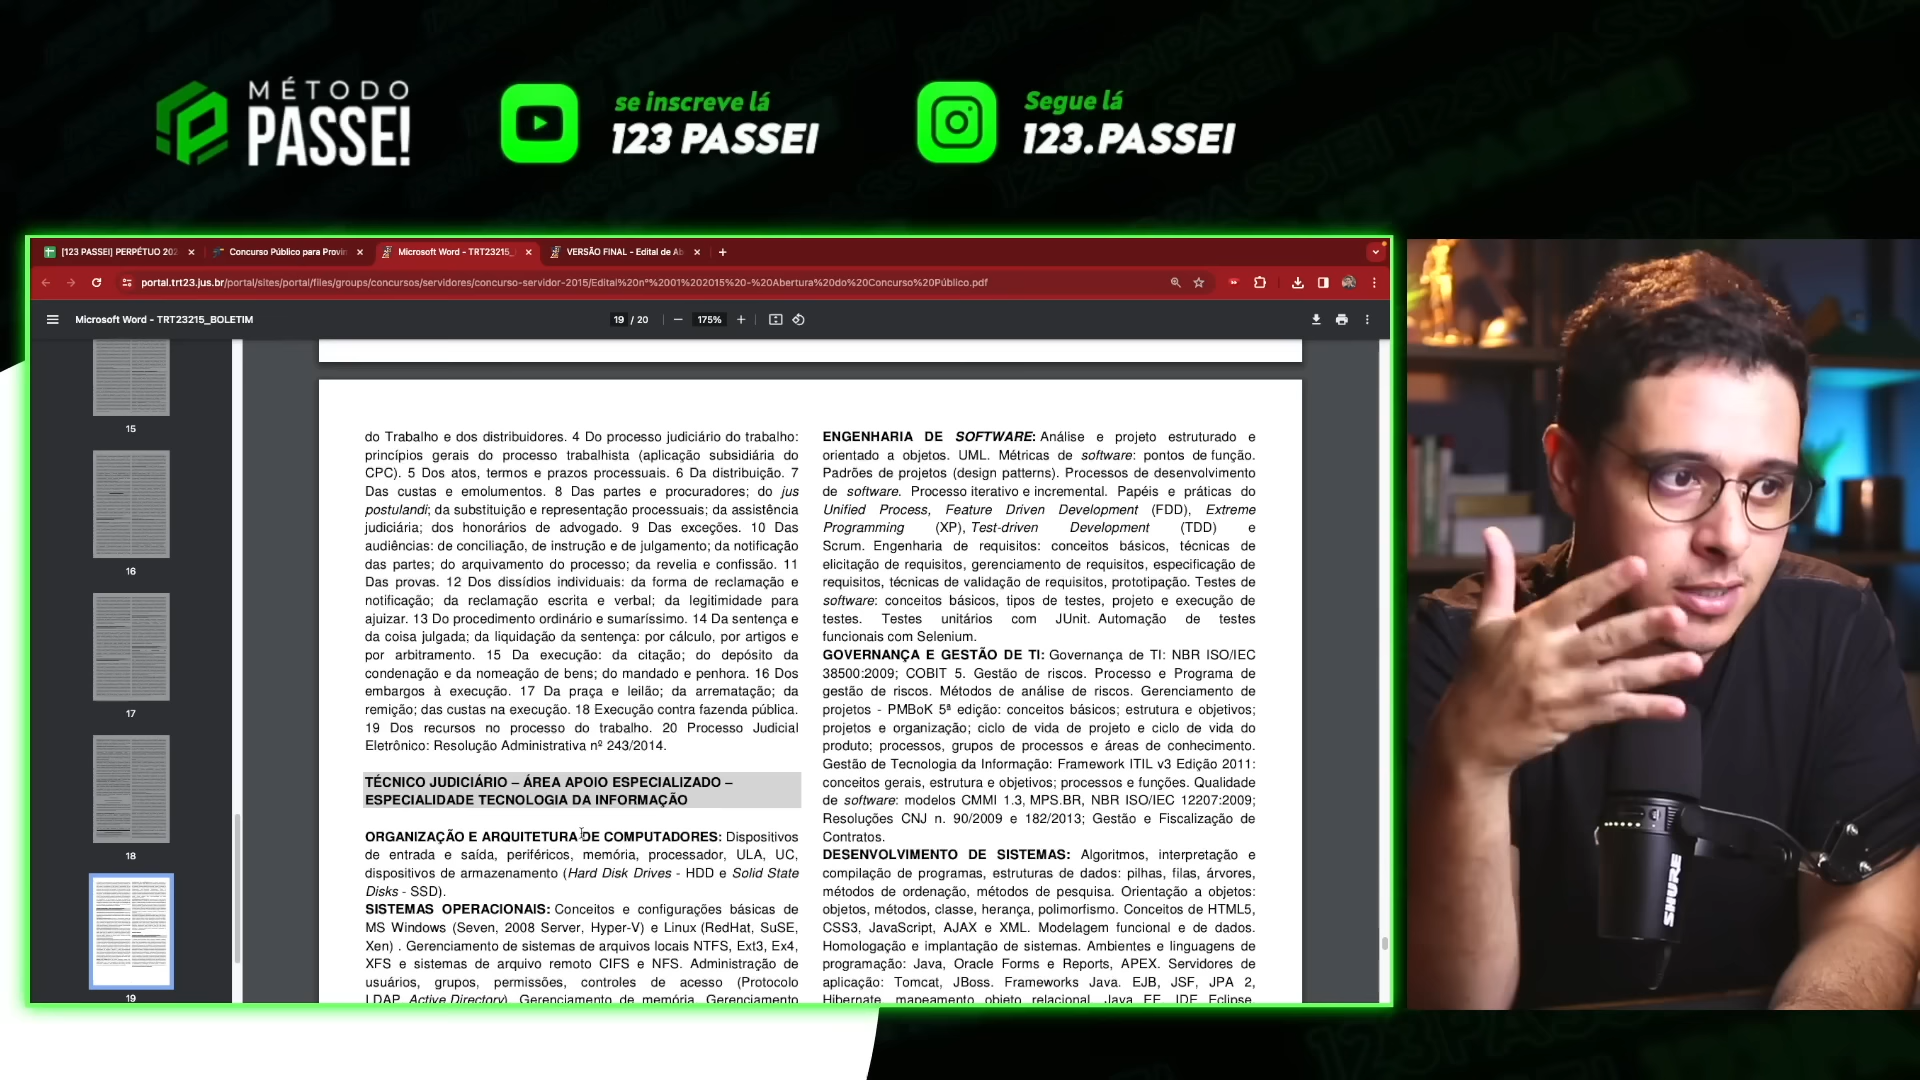 MÉTODO
PASSE!
se inscreve lá
123 PASSEI
Segue lá
123.PASSEI
[123 PASSEI] PERPÉTUO 202
Concurso Público para Provin
Microsoft Word - TRT23215_
VERSÃO FINAL - Edital de Ab
portal.trt23.jus.br/portal/sites/portal/files/groups/concursos/servidores/concurso-servidor-2015/Edital%20nº%2001%202015%20-%20Abertura%20do%20Concurso%20Público.pdf
Microsoft Word - TRT23215_BOLETIM
19 / 20
175%
15
16
17
18
19
do Trabalho e dos distribuidores. 4 Do processo judiciário do trabalho:
princípios gerais do processo trabalhista (aplicação subsidiária do
CPC). 5 Dos atos, termos e prazos processuais. 6 Da distribuição. 7
Das custas e emolumentos. 8 Das partes e procuradores; do jus
postulandi; da substituição e representação processuais; da assistência
judiciária; dos honorários de advogado. 9 Das exceções. 10 Das
audiências: de conciliação, de instrução e de julgamento; da notificação
das partes; do arquivamento do processo; da revelia e confissão. 11
Das provas. 12 Dos dissídios individuais: da forma de reclamação e
notificação; da reclamação escrita e verbal; da legitimidade para
ajuizar. 13 Do procedimento ordinário e sumaríssimo. 14 Da sentença e
da coisa julgada; da liquidação da sentença: por cálculo, por artigos e
por arbitramento. 15 Da execução: da citação; do depósito da
condenação e da nomeação de bens; do mandado e penhora. 16 Dos
embargos à execução. 17 Da praça e leilão; da arrematação; da
remição; das custas na execução. 18 Execução contra fazenda pública.
19 Dos recursos no processo do trabalho. 20 Processo Judicial
Eletrônico: Resolução Administrativa nº 243/2014.
TÉCNICO JUDICIÁRIO – ÁREA APOIO ESPECIALIZADO –
ESPECIALIDADE TECNOLOGIA DA INFORMAÇÃO
ORGANIZAÇÃO E ARQUITETURA DE COMPUTADORES: Dispositivos
de entrada e saída, periféricos, memória, processador, ULA, UC,
dispositivos de armazenamento (Hard Disk Drives - HDD e Solid State
Disks - SSD).
SISTEMAS OPERACIONAIS: Conceitos e configurações básicas de
MS Windows (Seven, 2008 Server, Hyper-V) e Linux (RedHat, SuSE,
Xen) . Gerenciamento de sistemas de arquivos locais NTFS, Ext3, Ex4,
XFS e sistemas de arquivo remoto CIFS e NFS. Administração de
usuários, grupos, permissões, controles de acesso (Protocolo
LDAP, Active Directory). Gerenciamento de memória. Gerenciamento
ENGENHARIA DE SOFTWARE: Análise e projeto estruturado e
orientado a objetos. UML. Métricas de software: pontos de função.
Padrões de projetos (design patterns). Processos de desenvolvimento
de software. Processo iterativo e incremental. Papéis e práticas do
Unified Process, Feature Driven Development (FDD), Extreme
Programming (XP), Test-driven Development (TDD) e
Scrum. Engenharia de requisitos: conceitos básicos, técnicas de
elicitação de requisitos, gerenciamento de requisitos, especificação de
requisitos, técnicas de validação de requisitos, prototipação. Testes de
software: conceitos básicos, tipos de testes, projeto e execução de
testes. Testes unitários com JUnit. Automação de testes
funcionais com Selenium.
GOVERNANÇA E GESTÃO DE TI: Governança de TI: NBR ISO/IEC
38500:2009; COBIT 5. Gestão de riscos. Processo e Programa de
gestão de riscos. Métodos de análise de riscos. Gerenciamento de
projetos - PMBoK 5ª edição: conceitos básicos; estrutura e objetivos;
projetos e organização; ciclo de vida de projeto e ciclo de vida do
produto; processos, grupos de processos e áreas de conhecimento.
Gestão de Tecnologia da Informação: Framework ITIL v3 Edição 2011:
conceitos gerais, estrutura e objetivos; processos e funções. Qualidade
de software: modelos CMMI 1.3, MPS.BR, NBR ISO/IEC 12207:2009;
Resoluções CNJ n. 90/2009 e 182/2013; Gestão e Fiscalização de
Contratos.
DESENVOLVIMENTO DE SISTEMAS: Algoritmos, interpretação e
compilação de programas, estruturas de dados: pilhas, filas, árvores,
métodos de ordenação, métodos de pesquisa. Orientação a objetos:
objetos, métodos, classe, herança, polimorfismo. Conceitos de HTML5,
CSS3, JavaScript, AJAX e XML. Modelagem funcional e de dados.
Homologação e implantação de sistemas. Ambientes e linguagens de
programação: Java, Oracle Forms e Reports, APEX. Servidores de
aplicação: Tomcat, JBoss. Frameworks Java. EJB, JSF, JPA 2,
Hibernate, mapeamento objeto relacional, Java EE, IDE Eclipse,
SHURE